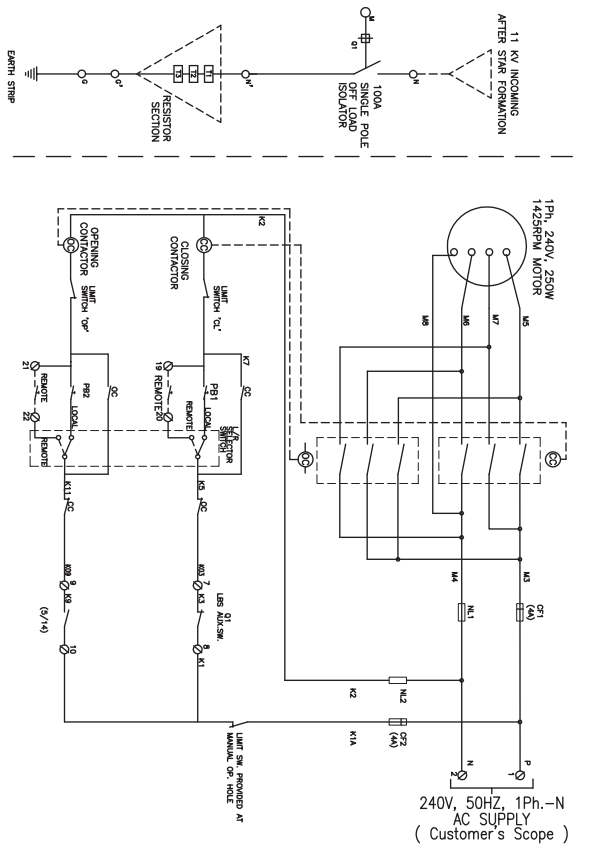 11 KV INCOMING
AFTER STAR FORMATION
M
Q1
N
100A
SINGLE POLE
OFF LOAD
ISOLATOR
N'
T1
T2
T3
RESISTOR
SECTION
G'
G
EARTH STRIP
1Ph, 240V, 250W
1425RPM MOTOR
M5
M7
M6
M8
K2
CC
CLOSING
CONTACTOR
OC
OPENING
CONTACTOR
LIMIT
SWITCH "CL"
LIMIT
SWITCH "OP"
K7
CC
PB1
LOCAL
19
REMOTE
20
REMOTE
L/R
SELECTOR
SWITCH
OC
PB2
LOCAL
21
REMOTE
22
REMOTE
CC
OC
K5
OC
K11
CC
K03
7
K3
Q1
LBS
AUX.SW.
8
K1
K09
9
K9
(5/14)
10
M3
M4
CF1
(4A)
NL1
NL2
K2
CF2
(4A)
K1A
LIMIT SW. PROVIDED AT
MANUAL OP. HOLE
P
1
N
2
240V, 50HZ, 1Ph.-N
AC SUPPLY
( Customer's Scope )